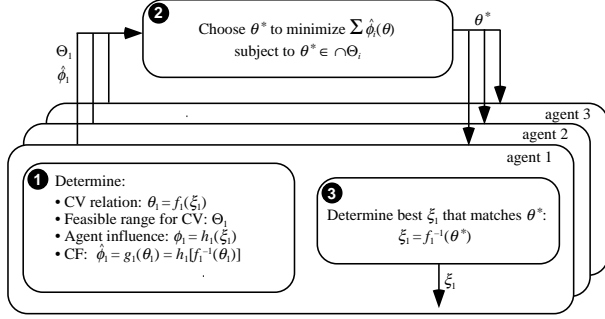 2
Choose θ* to minimize Σ φ̂ᵢ(θ)
subject to θ* ∈ ∩Θᵢ
θ*
Θ₁
φ̂₁
agent 3
agent 2
agent 1
1 Determine:
• CV relation: θ₁ = f₁(ξ₁)
• Feasible range for CV: Θ₁
• Agent influence: φ₁ = h₁(ξ₁)
• CF: φ̂₁ = g₁(θ₁) = h₁[f₁⁻¹(θ₁)]
3
Determine best ξ₁ that matches θ*:
ξ₁ = f₁⁻¹(θ*)
ξ₁